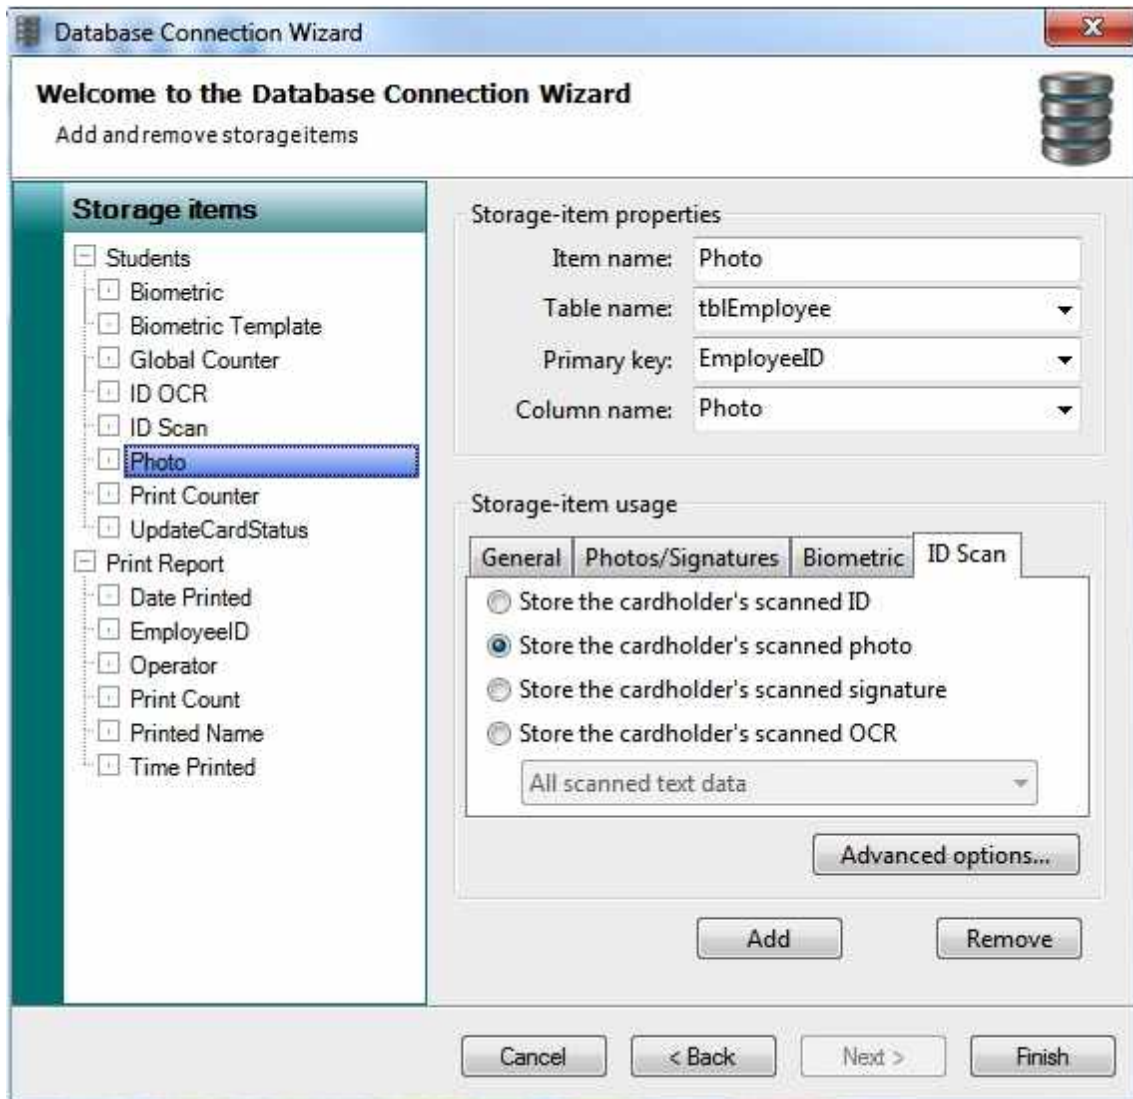 Database Connection Wizard
Welcome to the Database Connection Wizard
Add and remove storage items
Storage items
Students
Biometric
Biometric Template
Global Counter
ID OCR
ID Scan
Photo
Print Counter
UpdateCardStatus
Print Report
Date Printed
EmployeeID
Operator
Print Count
Printed Name
Time Printed
Storage-item properties
Item name: Photo
Table name: tblEmployee
Primary key: EmployeeID
Column name: Photo
Storage-item usage
General Photos/Signatures Biometric ID Scan
Store the cardholder's scanned ID
Store the cardholder's scanned photo
Store the cardholder's scanned signature
Store the cardholder's scanned OCR
All scanned text data
Advanced options...
Add Remove
Cancel < Back Next > Finish